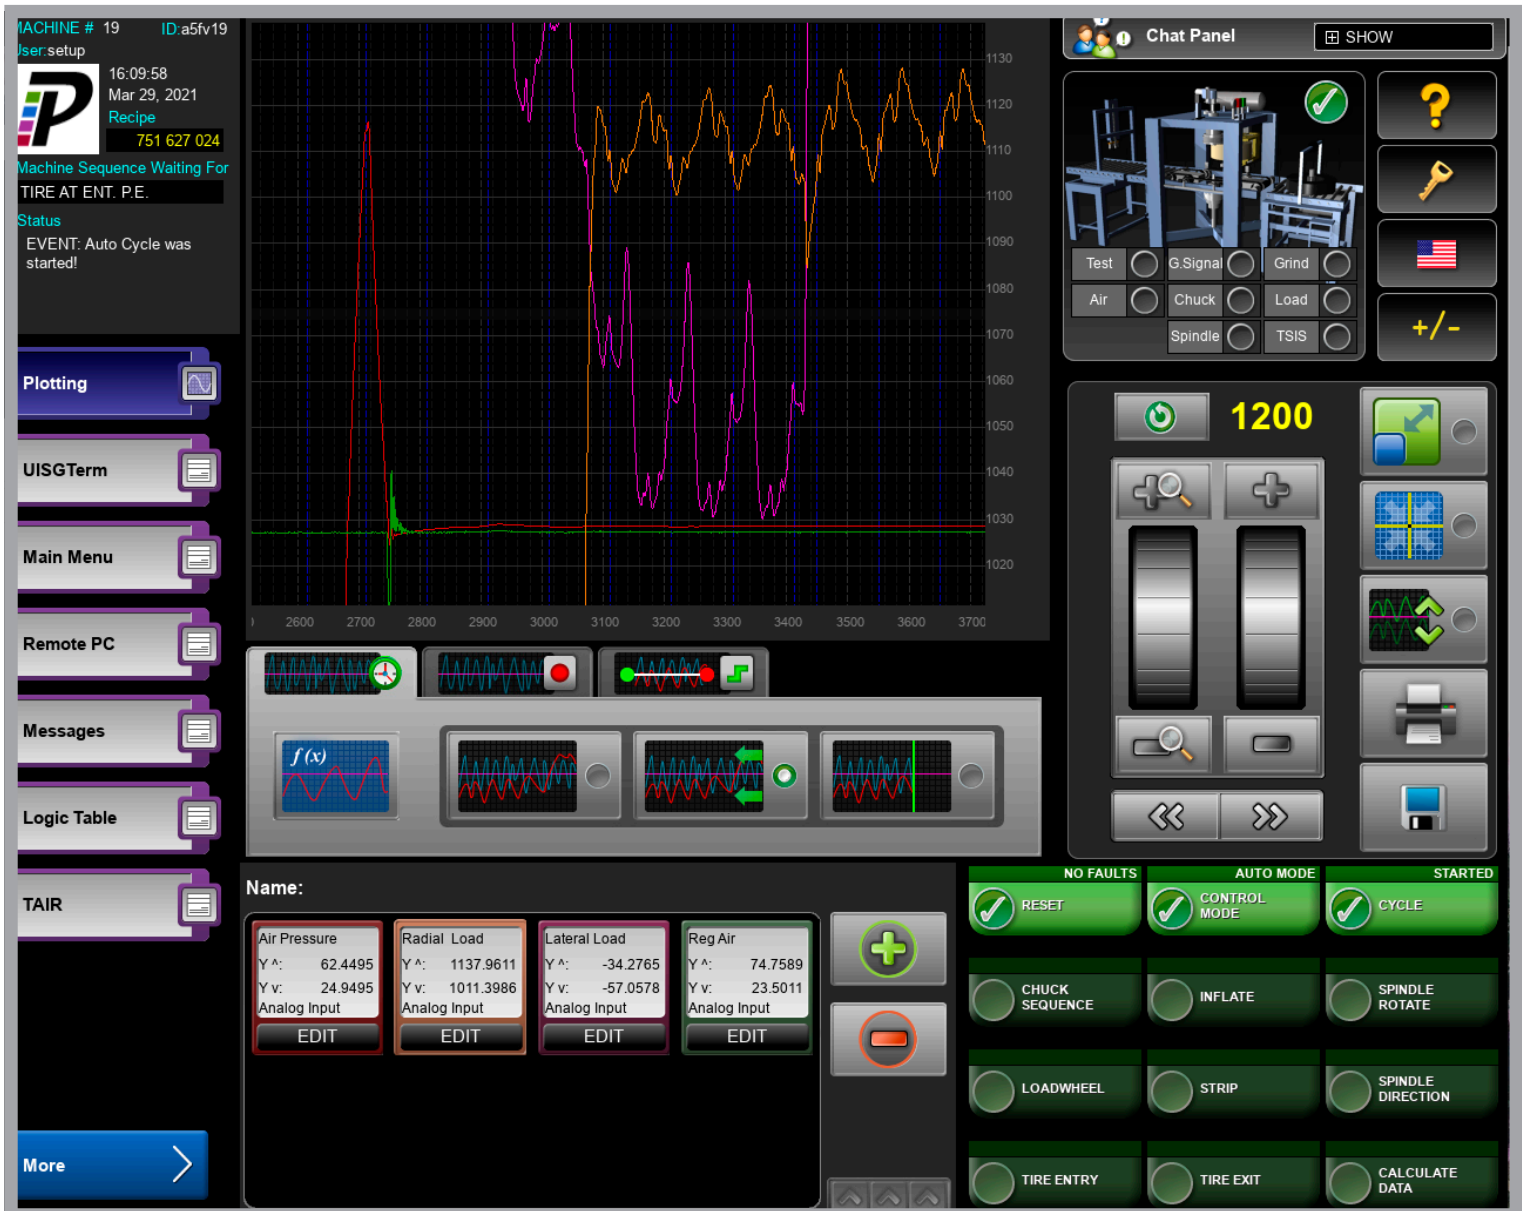 MACHINE # 19 ID:a5fv19
User:setup
16:09:58
Mar 29, 2021
Recipe
751 627 024
Machine Sequence Waiting For
TIRE AT ENT. P.E.
Status
EVENT: Auto Cycle was
started!
Plotting
UISGTerm
Main Menu
Remote PC
Messages
Logic Table
TAIR
More
1130
1120
1110
1100
1090
1080
1070
1060
1050
1040
1030
1020
2600 2700 2800 2900 3000 3100 3200 3300 3400 3500 3600 3700
f(x)
Name:
Air Pressure
Y ^: 62.4495
Y v: 24.9495
Analog Input
EDIT
Radial Load
Y ^: 1137.9611
Y v: 1011.3986
Analog Input
EDIT
Lateral Load
Y ^: -34.2765
Y v: -57.0578
Analog Input
EDIT
Reg Air
Y ^: 74.7589
Y v: 23.5011
Analog Input
EDIT
Chat Panel
SHOW
Test G.Signal Grind
Air Chuck Load
Spindle TSIS
?
+/-
1200
NO FAULTS
RESET
AUTO MODE
CONTROL
MODE
STARTED
CYCLE
CHUCK
SEQUENCE
INFLATE
SPINDLE
ROTATE
LOADWHEEL
STRIP
SPINDLE
DIRECTION
TIRE ENTRY
TIRE EXIT
CALCULATE
DATA